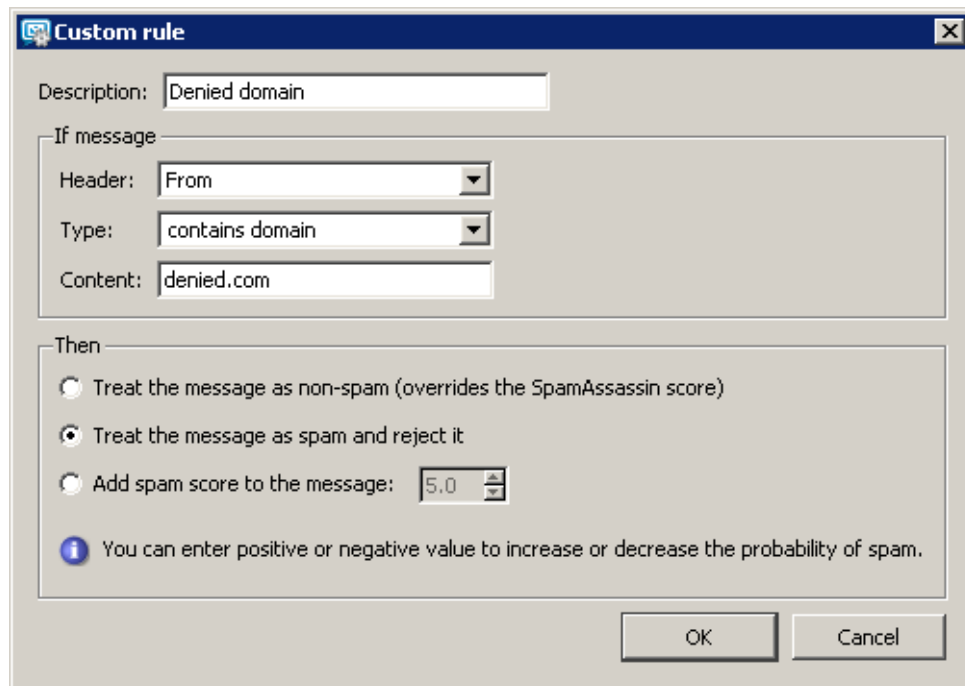 Custom rule
Description: Denied domain
If message
Header: From
Type: contains domain
Content: denied.com
Then
Treat the message as non-spam (overrides the SpamAssassin score)
Treat the message as spam and reject it
Add spam score to the message: 5.0
You can enter positive or negative value to increase or decrease the probability of spam.
OK Cancel